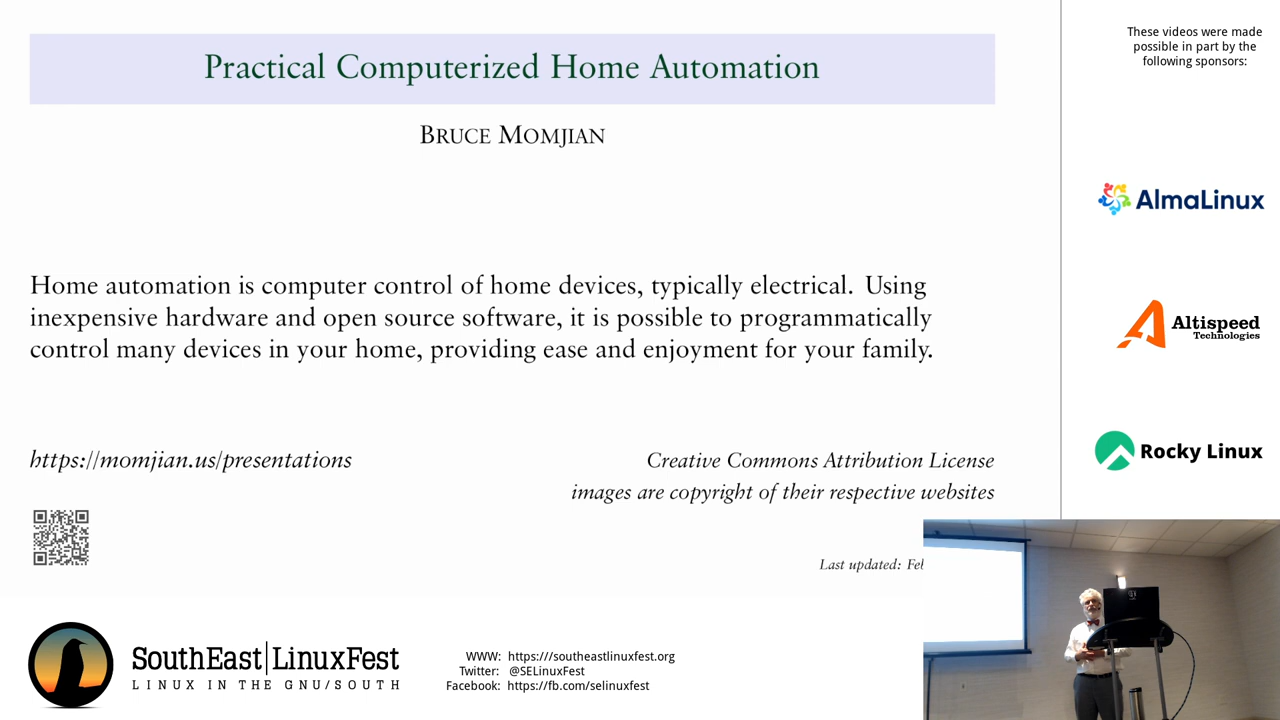 Practical Computerized Home Automation
BRUCE MOMJIAN
Home automation is computer control of home devices, typically electrical. Using
inexpensive hardware and open source software, it is possible to programmatically
control many devices in your home, providing ease and enjoyment for your family.
https://momjian.us/presentations
Creative Commons Attribution License
images are copyright of their respective websites
Last updated: Feb
These videos were made
possible in part by the
following sponsors:
AlmaLinux
Altispeed
Technologies
Rocky Linux
SouthEast|LinuxFest
LINUX IN THE GNU/SOUTH
WWW: https:///southeastlinuxfest.org
Twitter: @SELinuxFest
Facebook: https://fb.com/selinuxfest